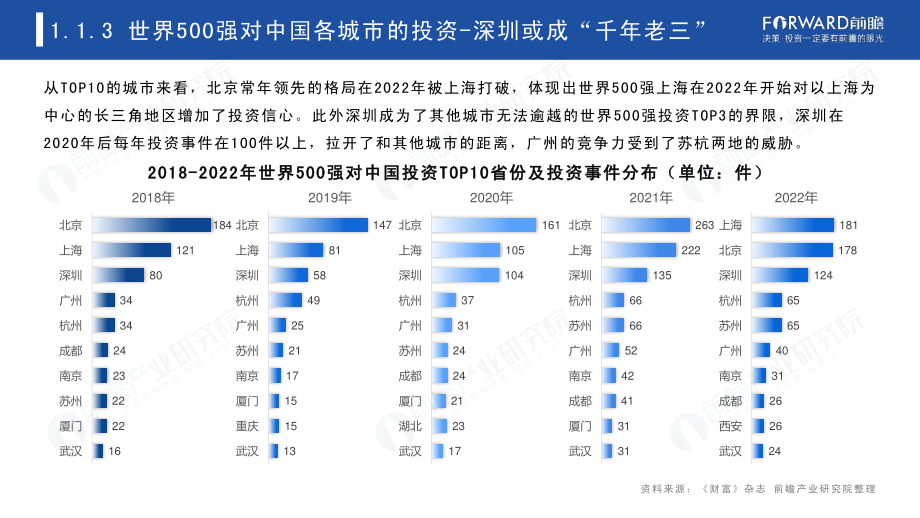 1.1.3 世界500强对中国各城市的投资-深圳或成“千年老三”
FORWARD前瞻
决策·投资一定要有前瞻的眼光
从TOP10的城市来看，北京常年领先的格局在2022年被上海打破，体现出世界500强上海在2022年开始对以上海为
中心的长三角地区增加了投资信心。此外深圳成为了其他城市无法逾越的世界500强投资TOP3的界限，深圳在
2020年后每年投资事件在100件以上，拉开了和其他城市的距离，广州的竞争力受到了苏杭两地的威胁。
2018-2022年世界500强对中国投资TOP10省份及投资事件分布（单位：件）
2018年
北京 184
上海 121
深圳 80
广州 34
杭州 34
成都 24
南京 23
苏州 22
厦门 22
武汉 16
2019年
北京 147
上海 81
深圳 58
杭州 49
广州 25
苏州 21
南京 17
厦门 15
重庆 15
武汉 13
2020年
北京 161
上海 105
深圳 104
杭州 37
广州 31
苏州 24
成都 24
厦门 21
湖北 23
武汉 17
2021年
北京 263
上海 222
深圳 135
杭州 66
苏州 66
广州 52
南京 42
成都 41
厦门 31
武汉 31
2022年
上海 181
北京 178
深圳 124
杭州 65
苏州 65
广州 40
南京 31
成都 26
西安 26
武汉 24
资料来源：《财富》杂志 前瞻产业研究院整理
前瞻产业研究院